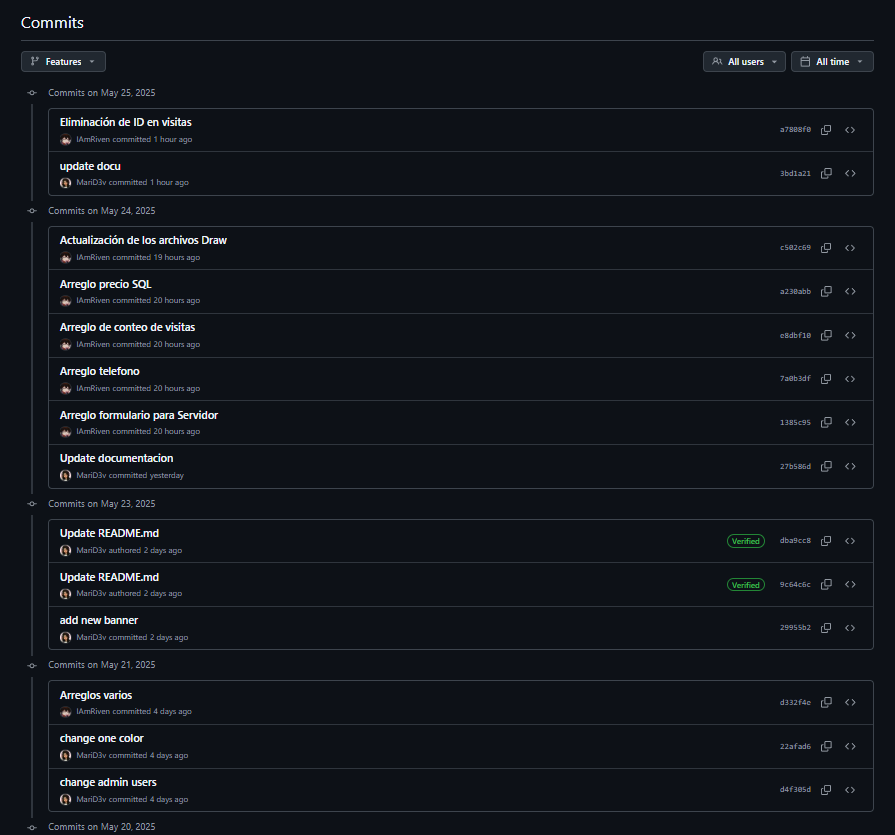 Commits
Features
All users
All time
Commits on May 25, 2025
Eliminación de ID en visitas
IAmRiven committed 1 hour ago
a7808f0
update docu
MariD3v committed 1 hour ago
3bd1a21
Commits on May 24, 2025
Actualización de los archivos Draw
IAmRiven committed 19 hours ago
c502c69
Arreglo precio SQL
IAmRiven committed 20 hours ago
a230abb
Arreglo de conteo de visitas
IAmRiven committed 20 hours ago
e8dbf10
Arreglo telefono
IAmRiven committed 20 hours ago
7a0b3df
Arreglo formulario para Servidor
IAmRiven committed 20 hours ago
1385c95
Update documentacion
MariD3v committed yesterday
27b586d
Commits on May 23, 2025
Update README.md
MariD3v authored 2 days ago
Verified
dba9cc8
Update README.md
MariD3v authored 2 days ago
Verified
9c64c6c
add new banner
MariD3v committed 2 days ago
29955b2
Commits on May 21, 2025
Arreglos varios
IAmRiven committed 4 days ago
d332f4e
change one color
MariD3v committed 4 days ago
22afad6
change admin users
MariD3v committed 4 days ago
d4f305d
Commits on May 20, 2025